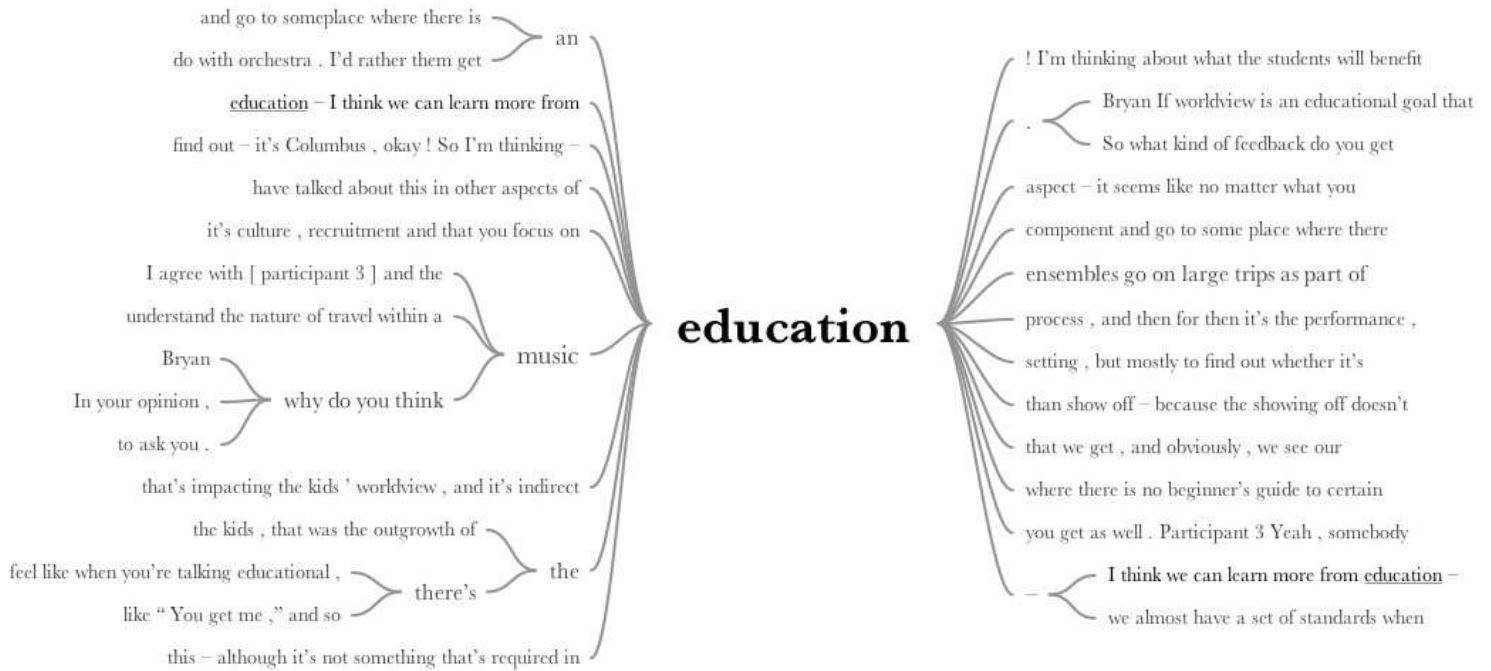 and go to someplace where there is
do with orchestra . I'd rather them get
an
education – I think we can learn more from
find out – it's Columbus , okay ! So I'm thinking –
have talked about this in other aspects of
it's culture , recruitment and that you focus on
I agree with [ participant 3 ] and the
understand the nature of travel within a
Bryan
In your opinion ,
to ask you .
why do you think
music
that's impacting the kids ' worldview , and it's indirect
the kids , that was the outgrowth of
feel like when you're talking educational ,
like “ You get me ,” and so
there's
the
this – although it's not something that's required in
education
! I'm thinking about what the students will benefit
.
Bryan If worldview is an educational goal that
So what kind of feedback do you get
aspect – it seems like no matter what you
component and go to some place where there
ensembles go on large trips as part of
process , and then for then it's the performance ,
setting , but mostly to find out whether it's
than show off – because the showing off doesn't
that we get , and obviously , we see our
where there is no beginner's guide to certain
you get as well . Participant 3 Yeah , somebody
–
I think we can learn more from education –
we almost have a set of standards when